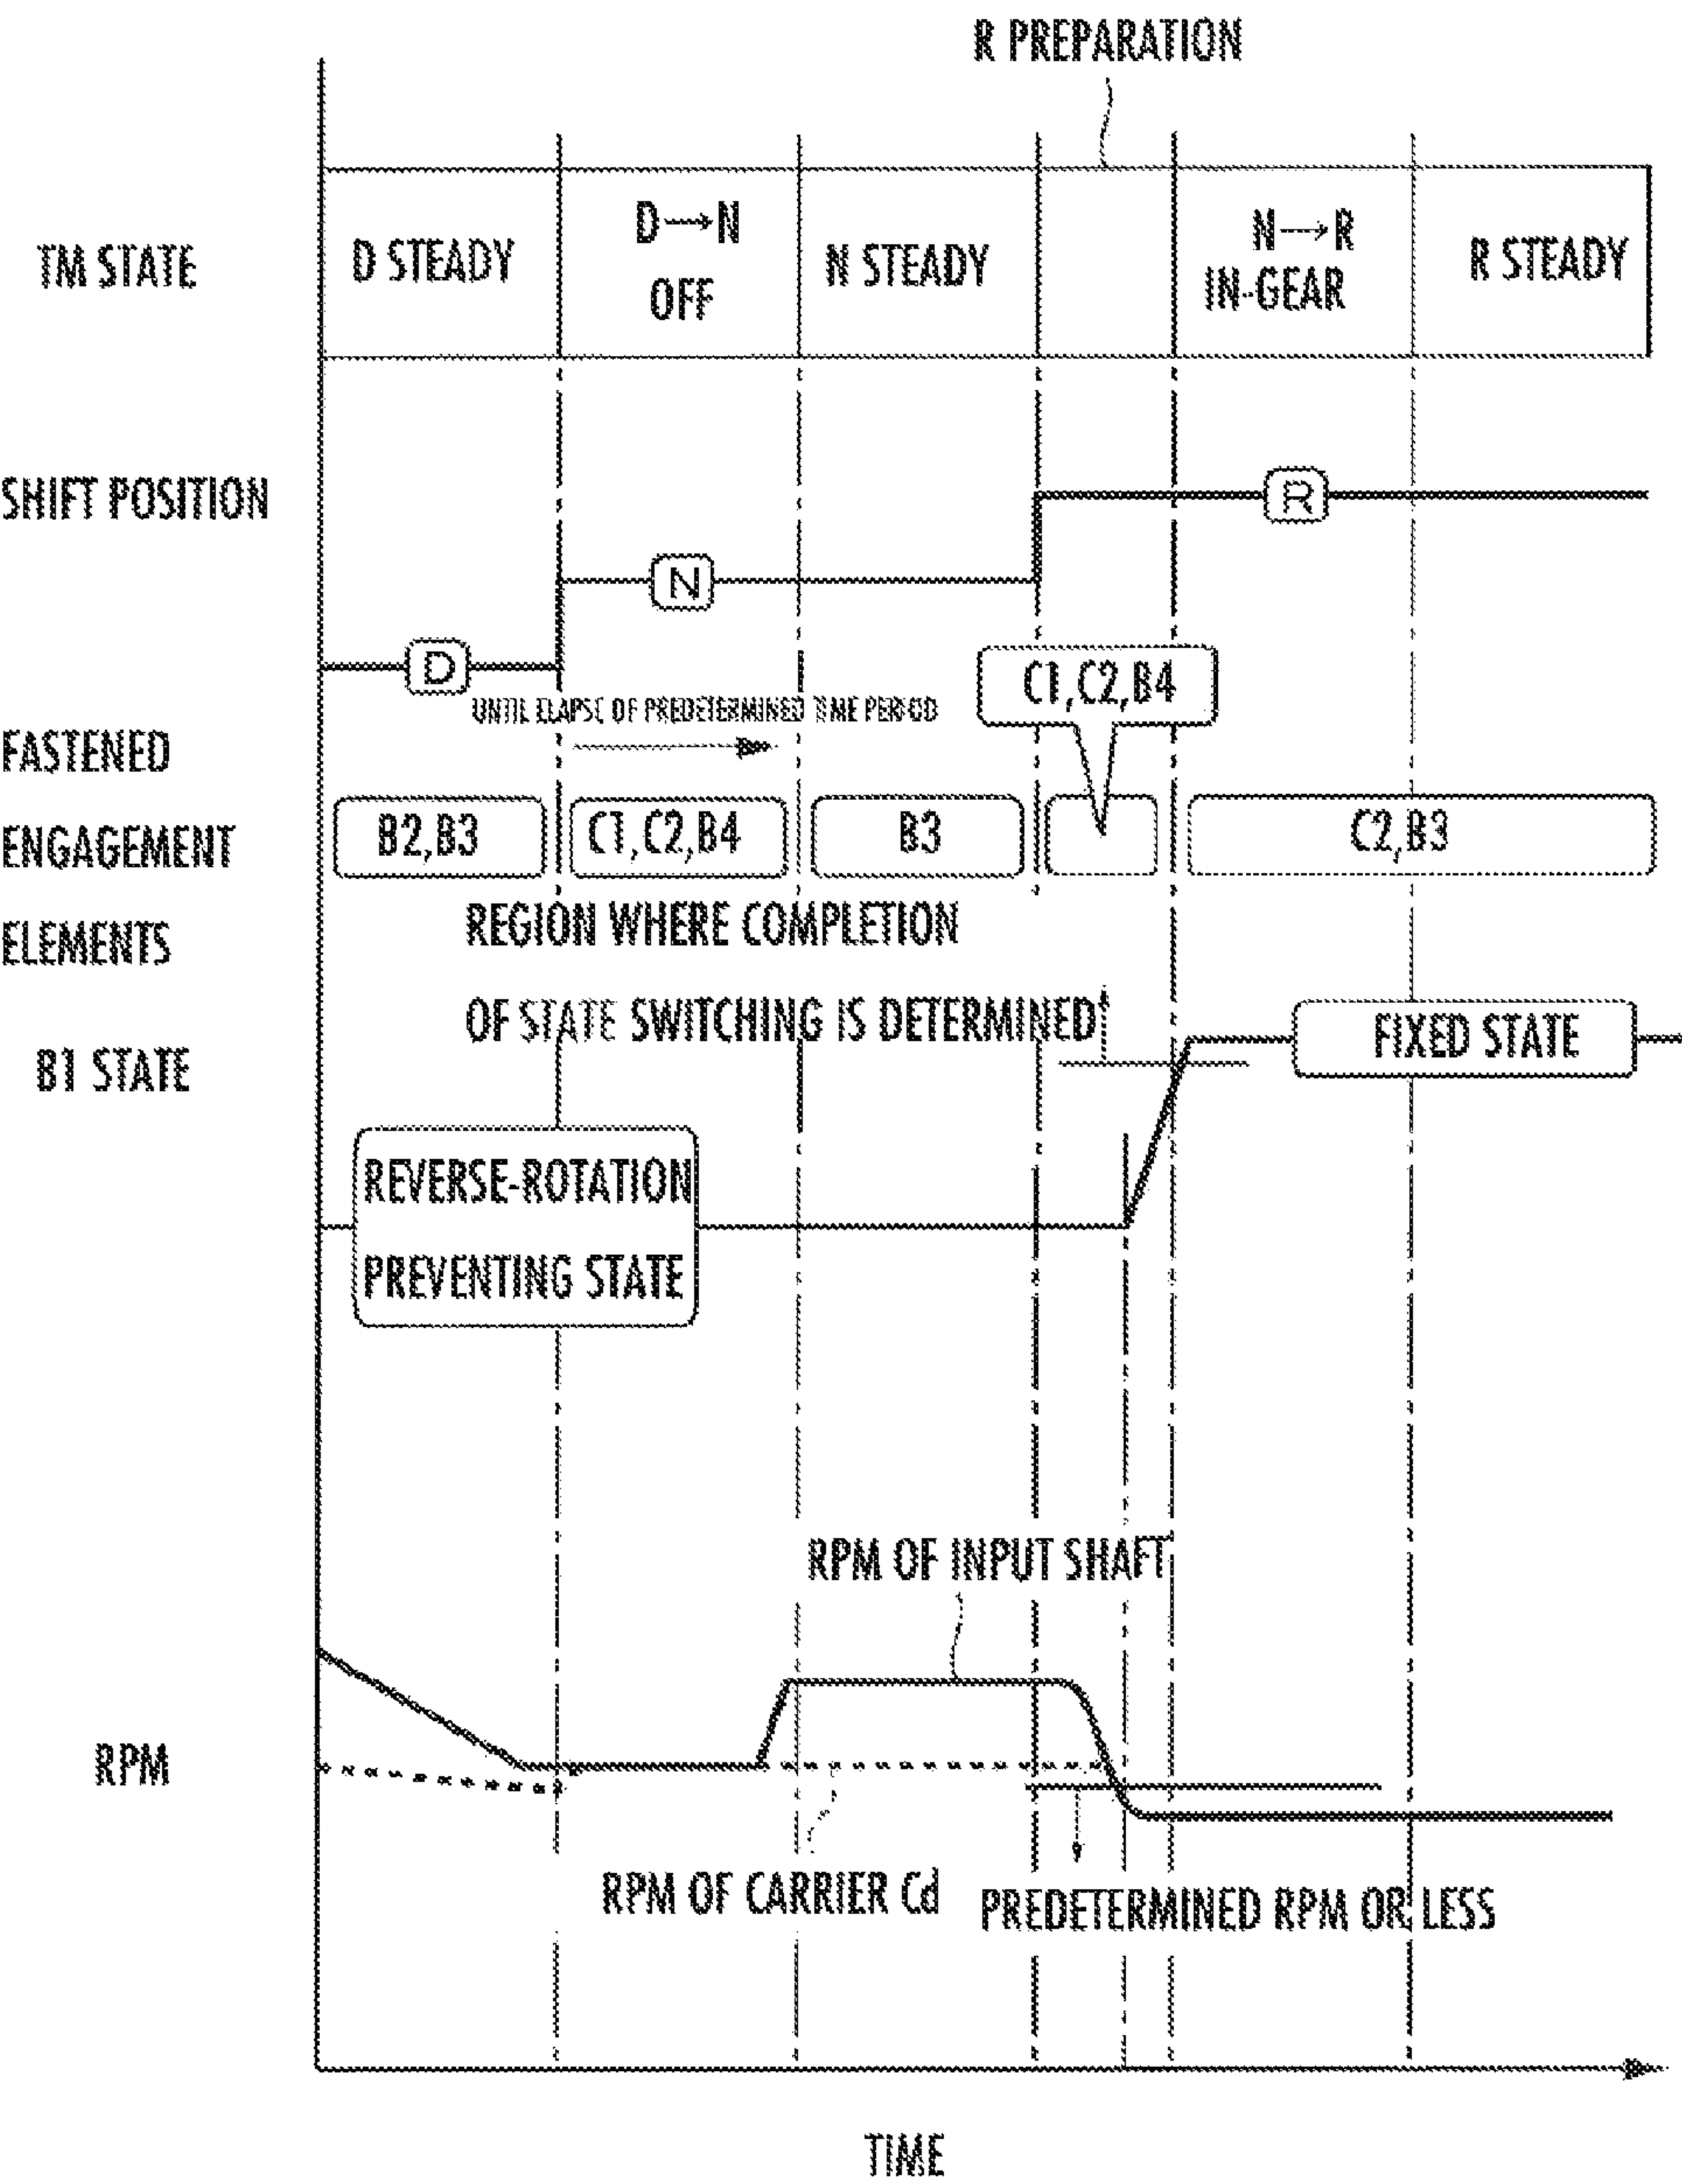 R PREPARATION
TM STATE
D STEADY
D→N
OFF
N STEADY
N→R
IN-GEAR
R STEADY
SHIFT POSITION
R
N
D
C1,C2,B4
UNTIL ELAPSE OF PREDETERMINED TIME PERIOD
FASTENED
ENGAGEMENT
ELEMENTS
B2,B3
C1,C2,B4
B3
C2,B3
REGION WHERE COMPLETION
OF STATE SWITCHING IS DETERMINED
B1 STATE
FIXED STATE
REVERSE-ROTATION
PREVENTING STATE
RPM OF INPUT SHAFT
RPM
RPM OF CARRIER Cd
PREDETERMINED RPM OR LESS
TIME